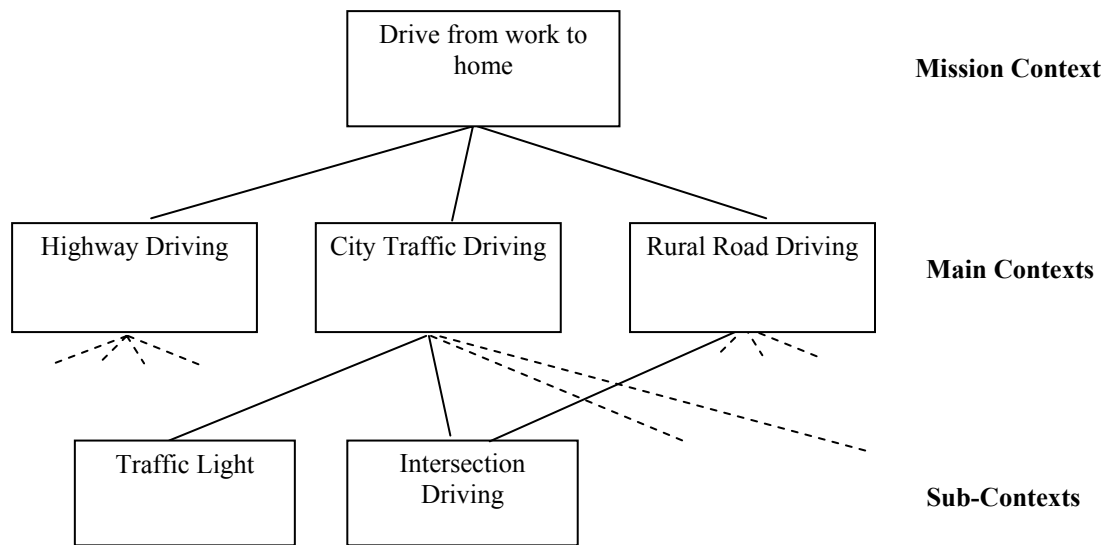 Drive from work to
home
Mission Context
Highway Driving
City Traffic Driving
Rural Road Driving
Main Contexts
Traffic Light
Intersection
Driving
Sub-Contexts